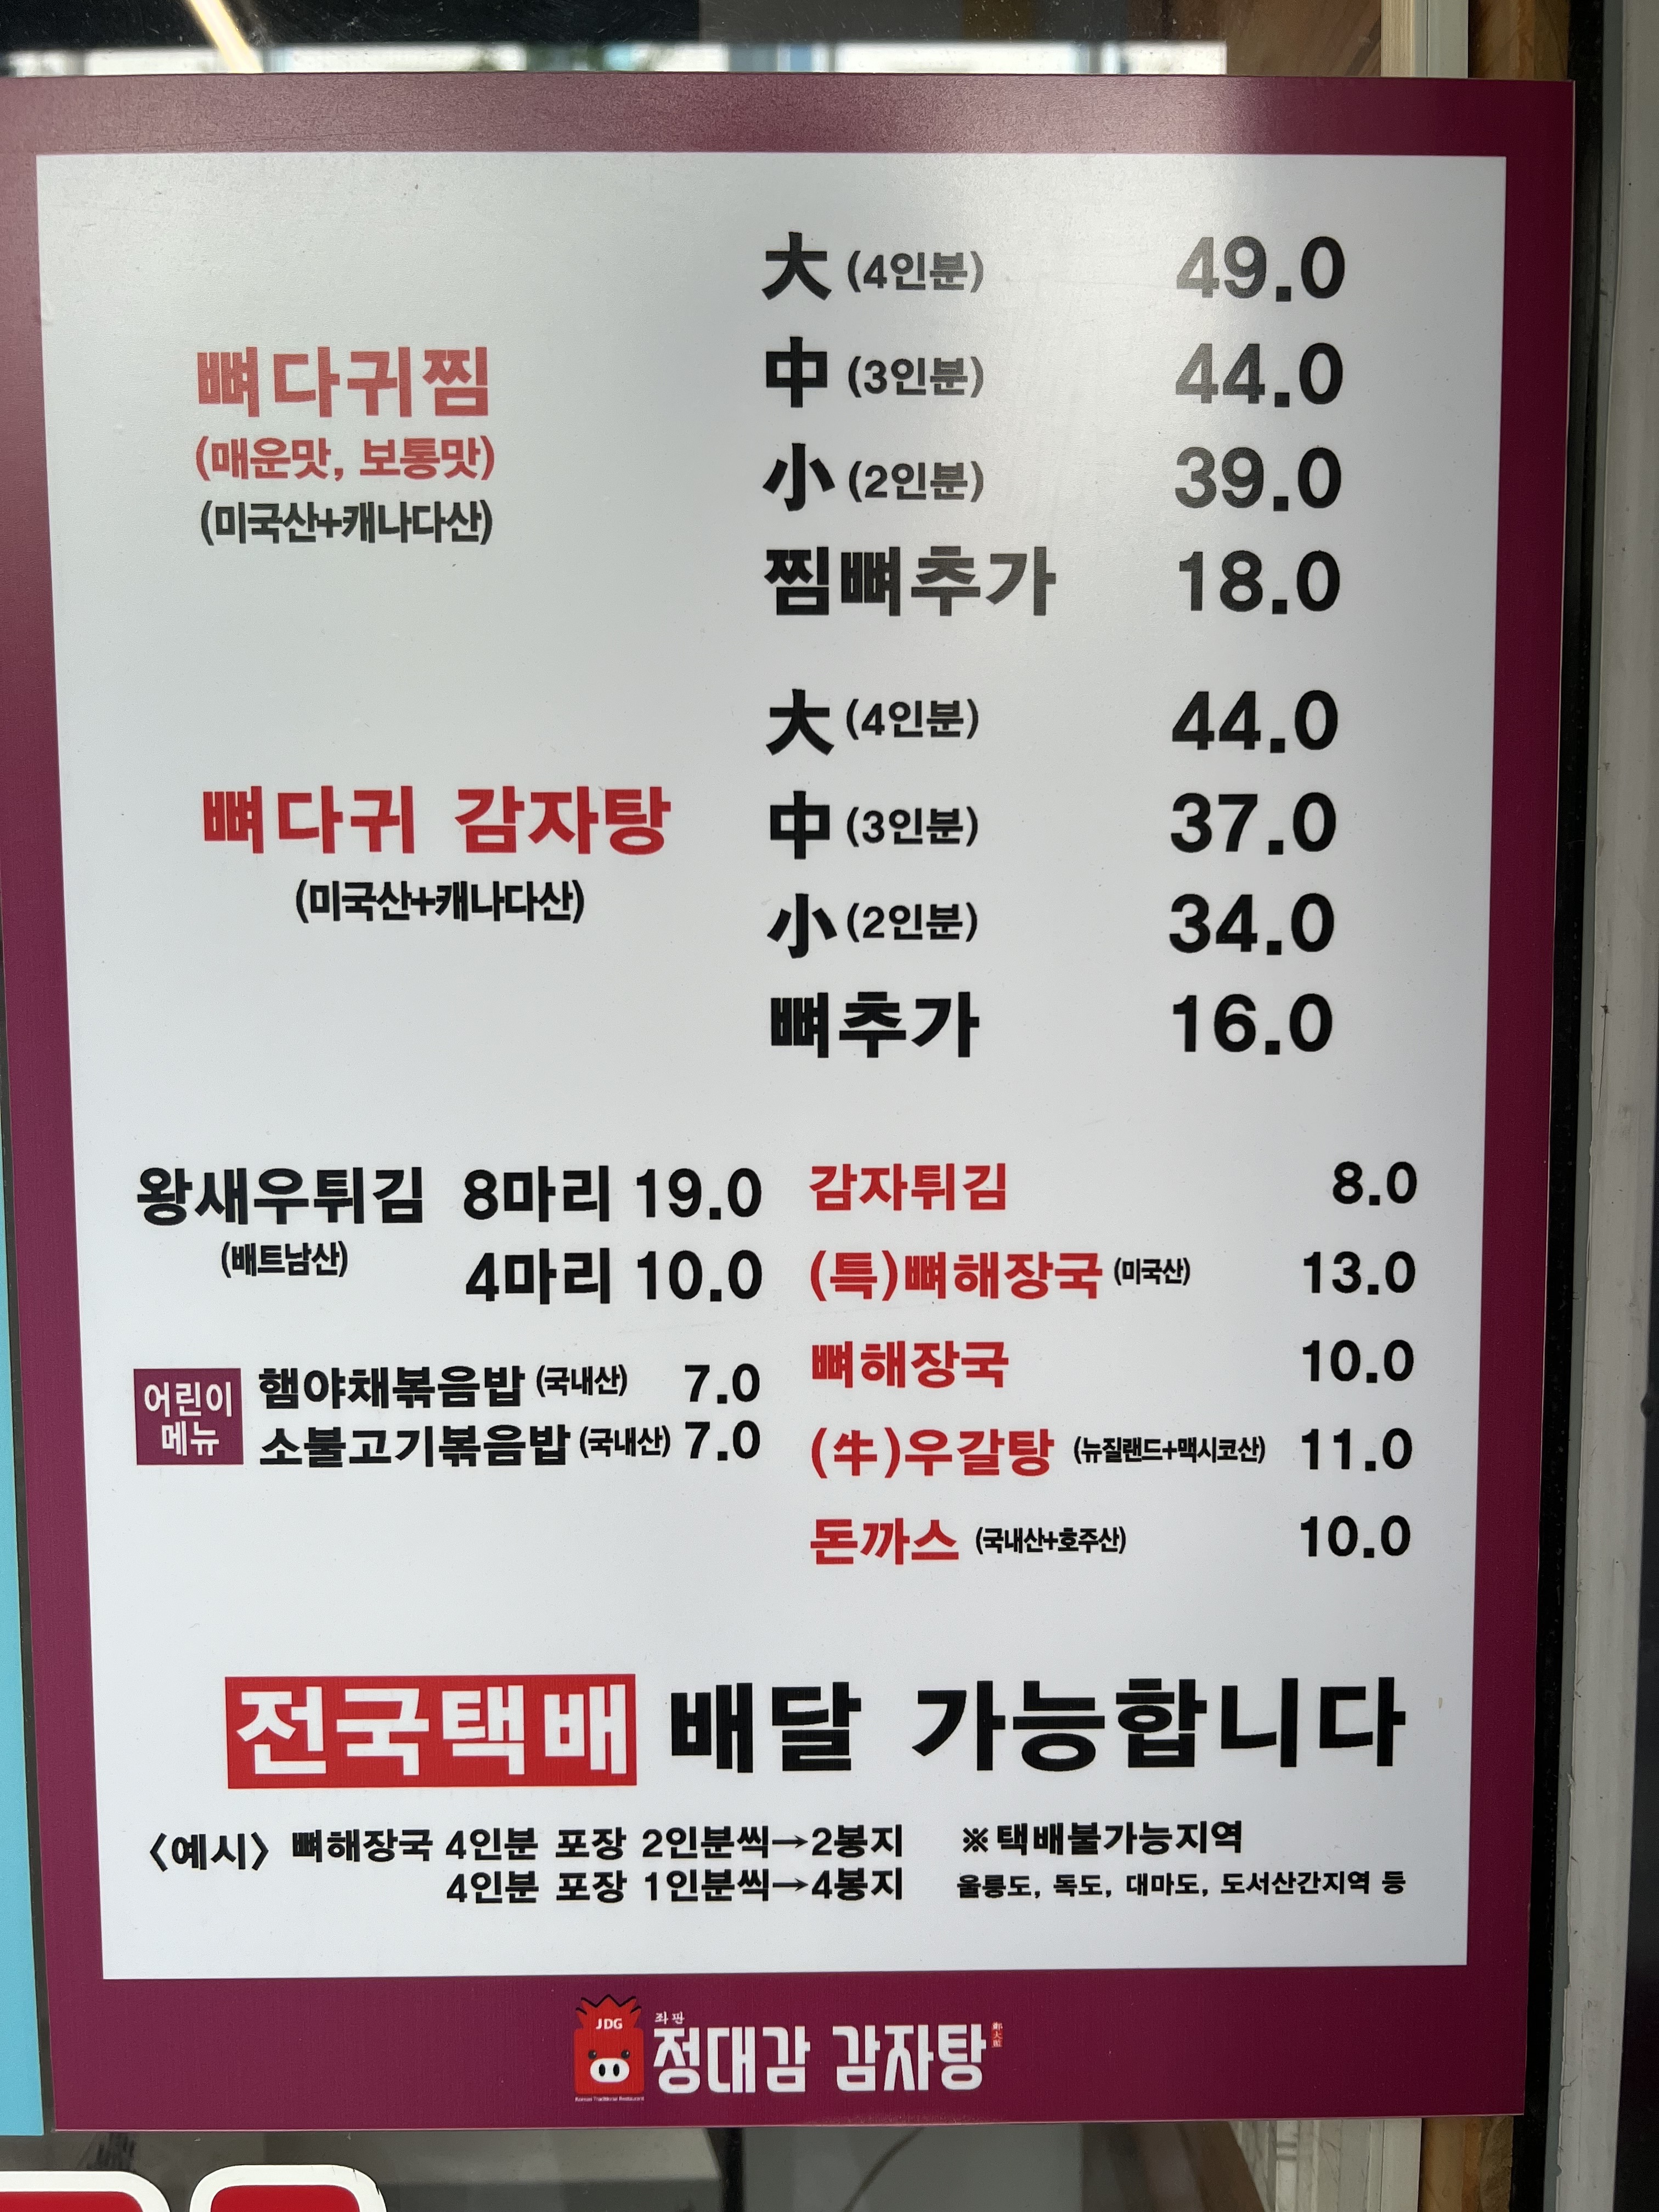 大 (4인분) 49.0
中 (3인분) 44.0
뼈다귀찜
(매운맛, 보통맛)
小 (2인분) 39.0
(미국산+캐나다산)
찜뼈추가 18.0
大 (4인분) 44.0
뼈다귀 감자탕
中 (3인분) 37.0
(미국산+캐나다산)
小 (2인분) 34.0
뼈추가 16.0
왕새우튀김 8마리 19.0
(배트남산)
4마리 10.0
어린이
메뉴
햄야채볶음밥 (국내산) 7.0
소불고기볶음밥 (국내산) 7.0
감자튀김 8.0
(특)뼈해장국 (미국산) 13.0
뼈해장국 10.0
(牛)우갈탕 (뉴질랜드+맥시코산) 11.0
돈까스 (국내산+호주산) 10.0
전국택배 배달 가능합니다
〈예시〉 뼈해장국 4인분 포장 2인분씩→2봉지
4인분 포장 1인분씩→4봉지
※택배불가능지역
울릉도, 독도, 대마도, 도서산간지역 등
JDG
Korean Traditional Restaurant
좌판
정대감 감자탕
鄭大監